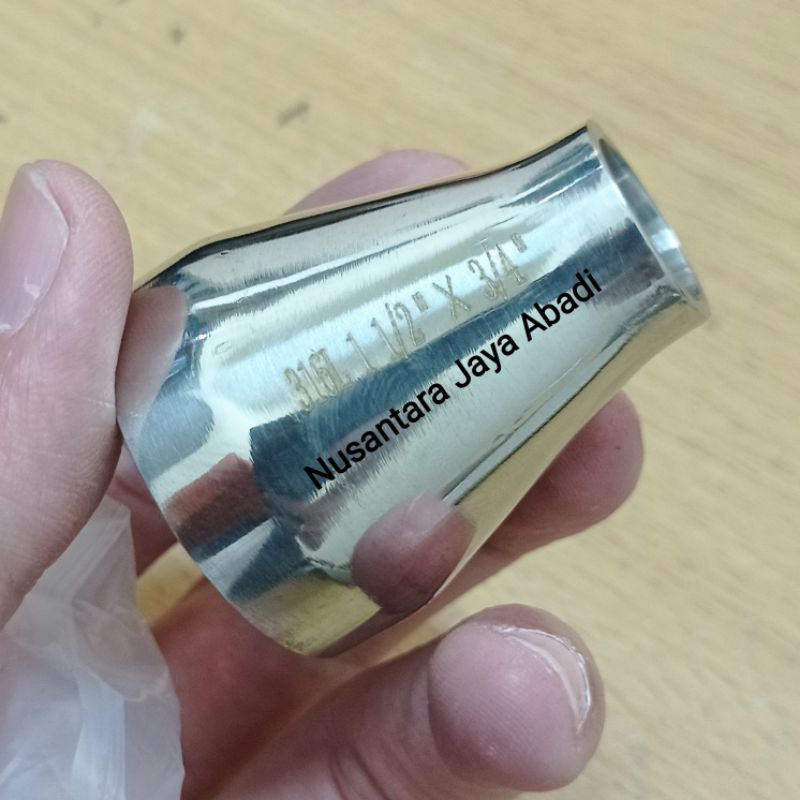 316L 1 1/2" X 3/4"
Nusantara Jaya Abadi